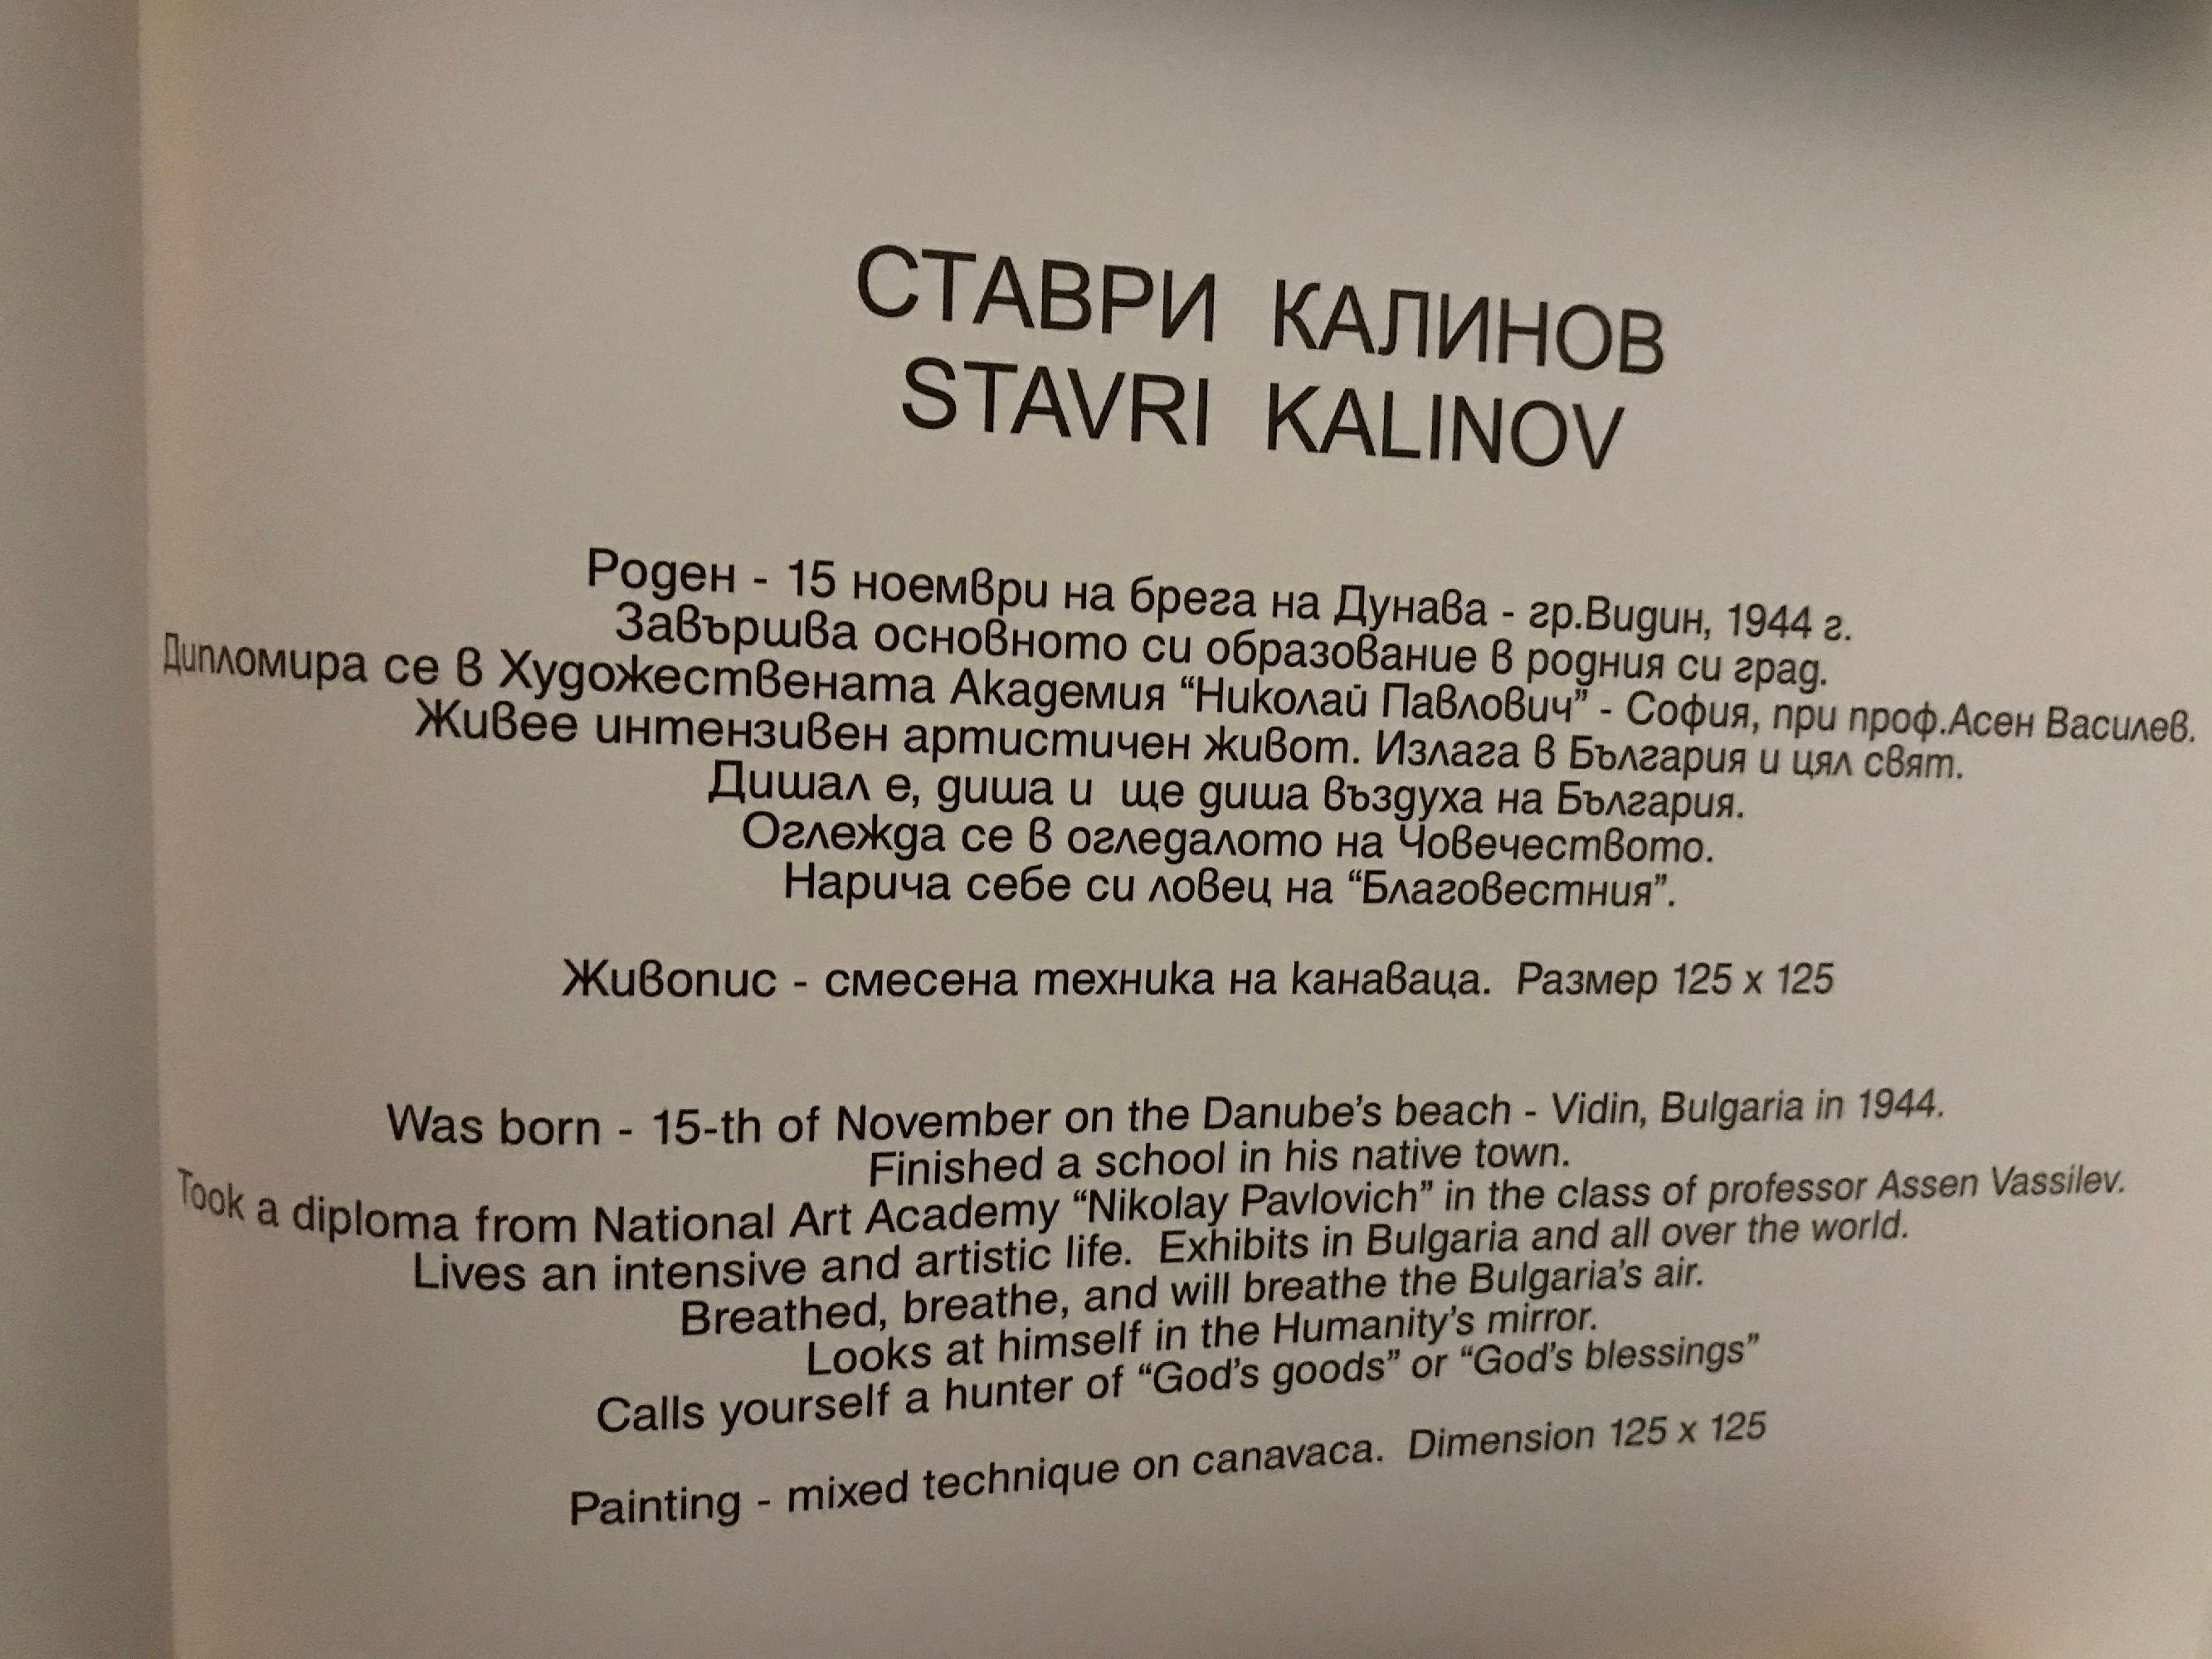 СТАВРИ КАЛИНОВ
STAVRI KALINOV
Роден - 15 ноември на брега на Дунава - гр.Видин, 1944 г.
Завършва основното си образование в родния си град.
Дипломира се в Художествената Академия “Николай Павлович” - София, при проф.Асен Василев.
Живее интензивен артистичен живот. Излага в България и цял свят.
Дишал е, диша и ще диша въздуха на България.
Оглежда се в огледалото на Човечеството.
Нарича себе си ловец на “Благовестния”.
Живопис - смесена техника на канаваца. Размер 125 x 125
Was born - 15-th of November on the Danube’s beach - Vidin, Bulgaria in 1944.
Finished a school in his native town.
Took a diploma from National Art Academy “Nikolay Pavlovich” in the class of professor Assen Vassilev.
Lives an intensive and artistic life. Exhibits in Bulgaria and all over the world.
Breathed, breathe, and will breathe the Bulgaria’s air.
Looks at himself in the Humanity’s mirror.
Calls yourself a hunter of “God’s goods” or “God’s blessings”
Painting - mixed technique on canavaca. Dimension 125 x 125